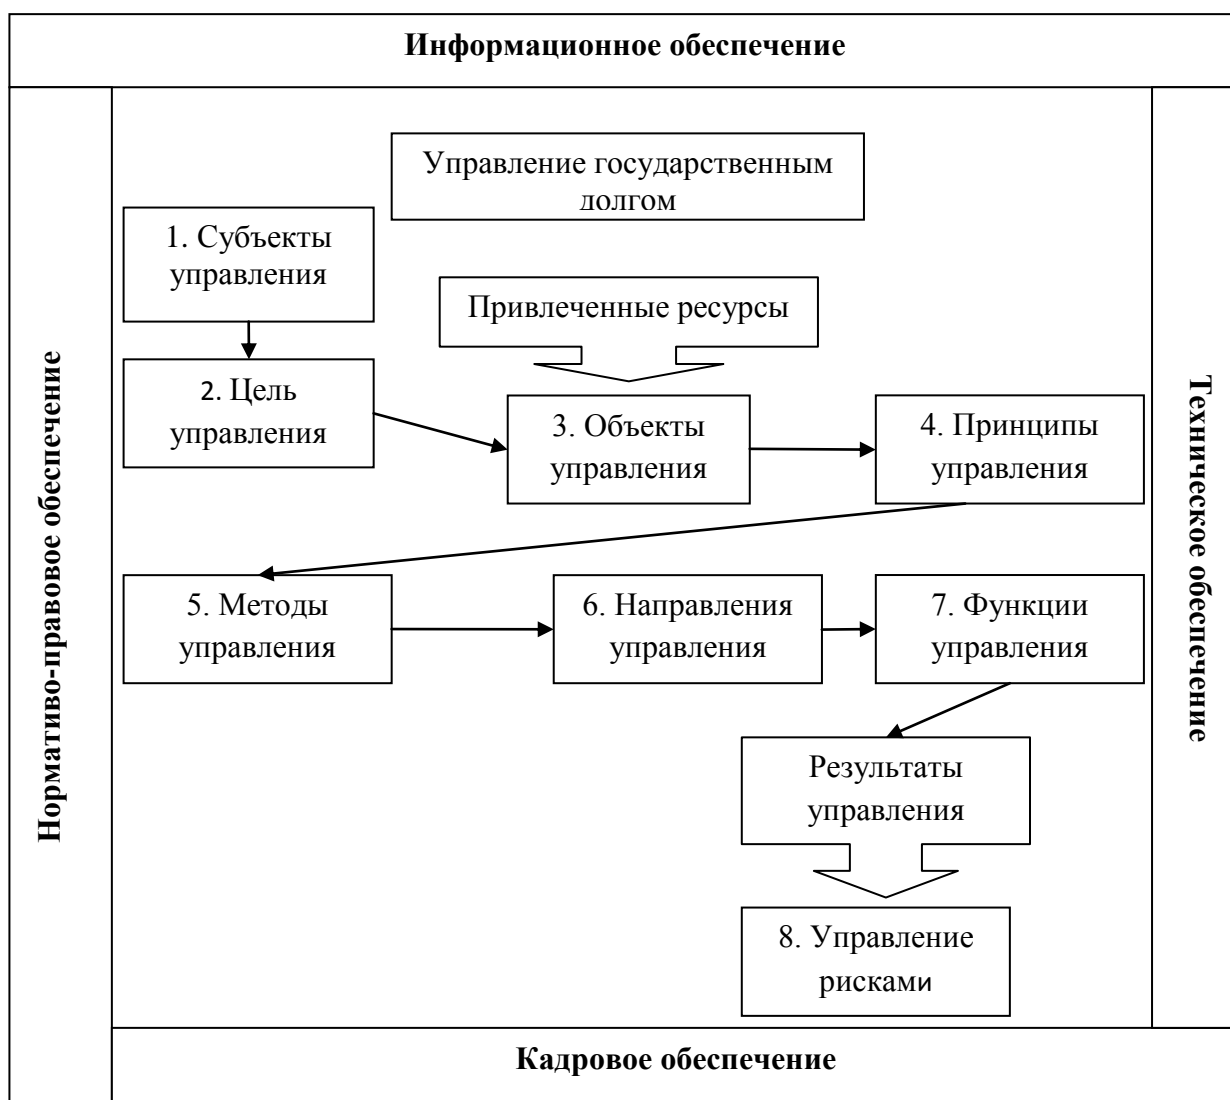 Информационное обеспечение
Нормативо-правовое обеспечение
Управление государственным
долгом
1. Субъекты
управления
Привлеченные ресурсы
2. Цель
управления
3. Объекты
управления
4. Принципы
управления
5. Методы
управления
6. Направления
управления
7. Функции
управления
Результаты
управления
8. Управление
рисками
Техническое обеспечение
Кадровое обеспечение